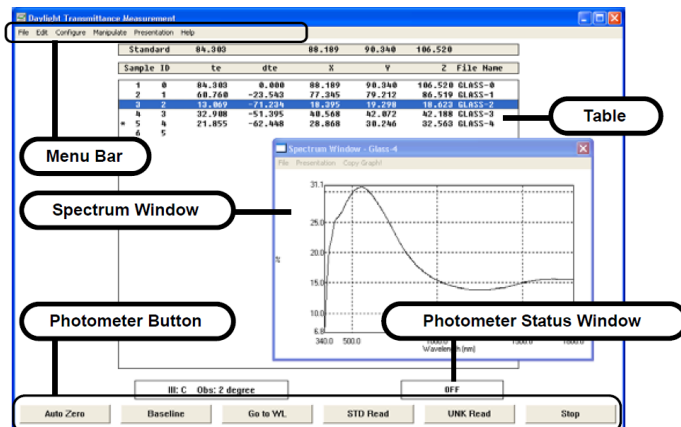 Daylight Transmittance Measurement
File Edit Configure Manipulate Presentation Help
Standard 84.303 88.189 90.340 106.520
Sample ID te dte X Y Z File Name
1 0 84.303 0.000 88.189 90.340 106.520 GLASS-0
2 1 60.760 -23.543 77.345 79.212 86.519 GLASS-1
3 2 13.069 -71.234 18.395 19.298 18.623 GLASS-2
4 3 32.908 -51.395 40.568 42.072 42.188 GLASS-3
* 5 4 21.855 -62.448 28.868 30.246 32.563 GLASS-4
6 5
Table
Menu Bar
Spectrum Window - Glass-4
File Presentation Copy Graph!
Spectrum Window
31.1
25.0
20.0
15.0
10.0
6.8
340.0 500.0
Wavelength (nm)
Photometer Button
Photometer Status Window
Ill: C Obs: 2 degree
OFF
Auto Zero Baseline Go to WL STD Read UNK Read Stop